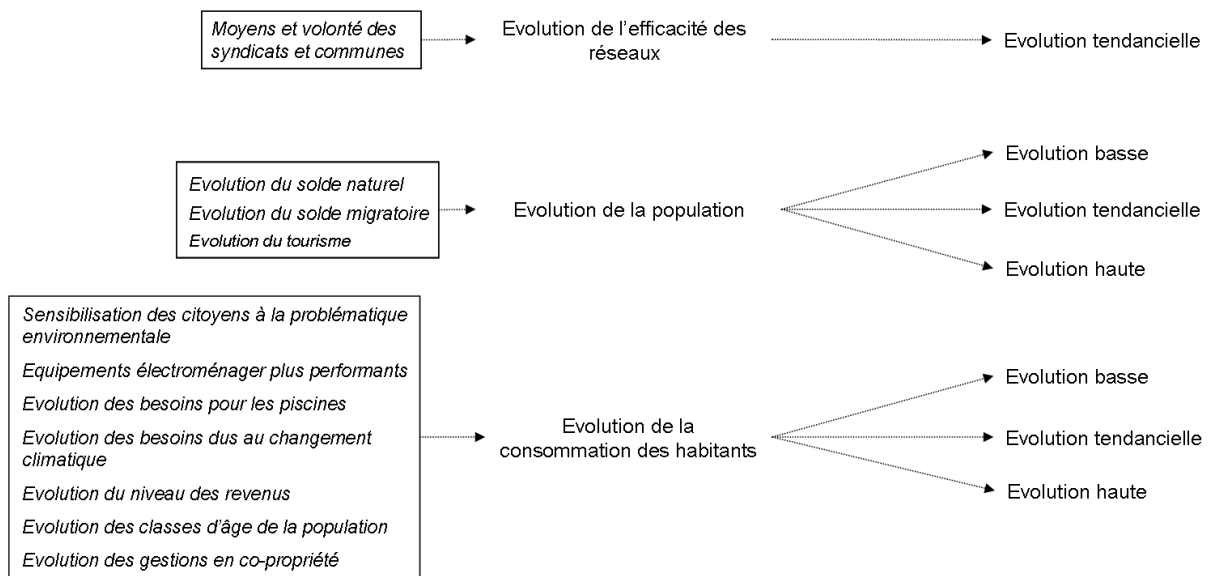 Moyens et volonté des
syndicats et communes
Evolution de l'efficacité des
réseaux
Evolution tendancielle
Evolution du solde naturel
Evolution du solde migratoire
Evolution du tourisme
Evolution de la population
Evolution basse
Evolution tendancielle
Evolution haute
Sensibilisation des citoyens à la problématique
environnementale
Equipements électroménager plus performants
Evolution des besoins pour les piscines
Evolution des besoins dus au changement
climatique
Evolution du niveau des revenus
Evolution des classes d'âge de la population
Evolution des gestions en co-propriété
Evolution de la
consommation des habitants
Evolution basse
Evolution tendancielle
Evolution haute